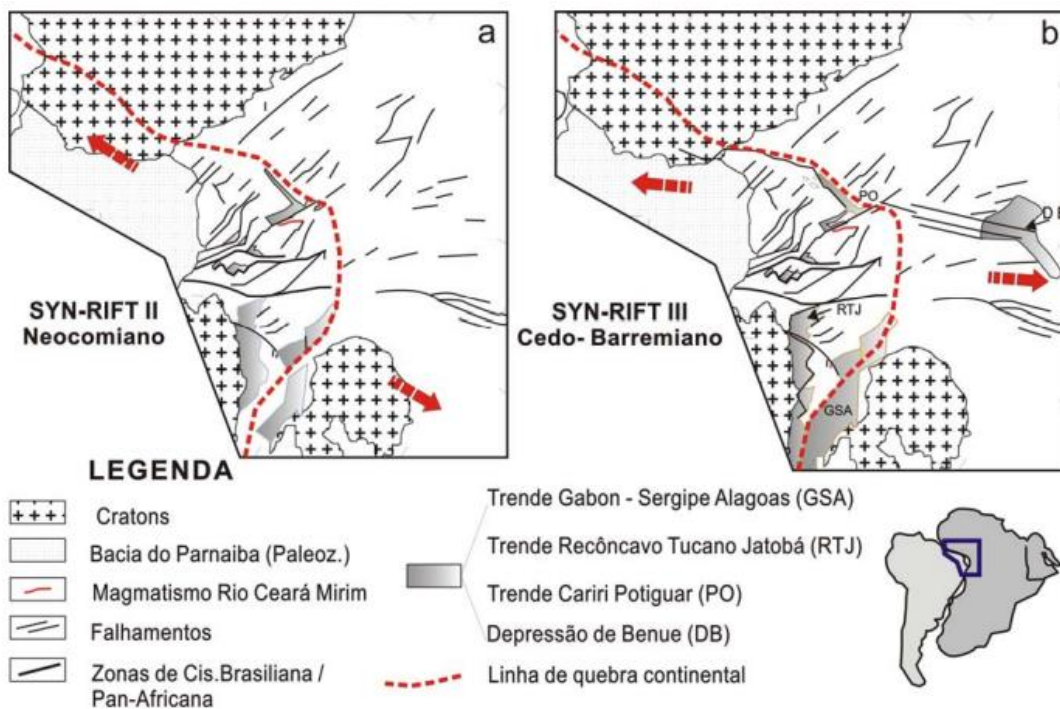 a
SYN-RIFT II
Neocomiano
b
PO
D B
SYN-RIFT III
Cedo- Barremiano
RTJ
GSA
LEGENDA
Cratons
Bacia do Parnaiba (Paleoz.)
Magmatismo Rio Ceará Mirim
Falhamentos
Zonas de Cis.Brasiliana /
Pan-Africana
Trende Gabon - Sergipe Alagoas (GSA)
Trende Recôncavo Tucano Jatobá (RTJ)
Trende Cariri Potiguar (PO)
Depressão de Benue (DB)
Linha de quebra continental